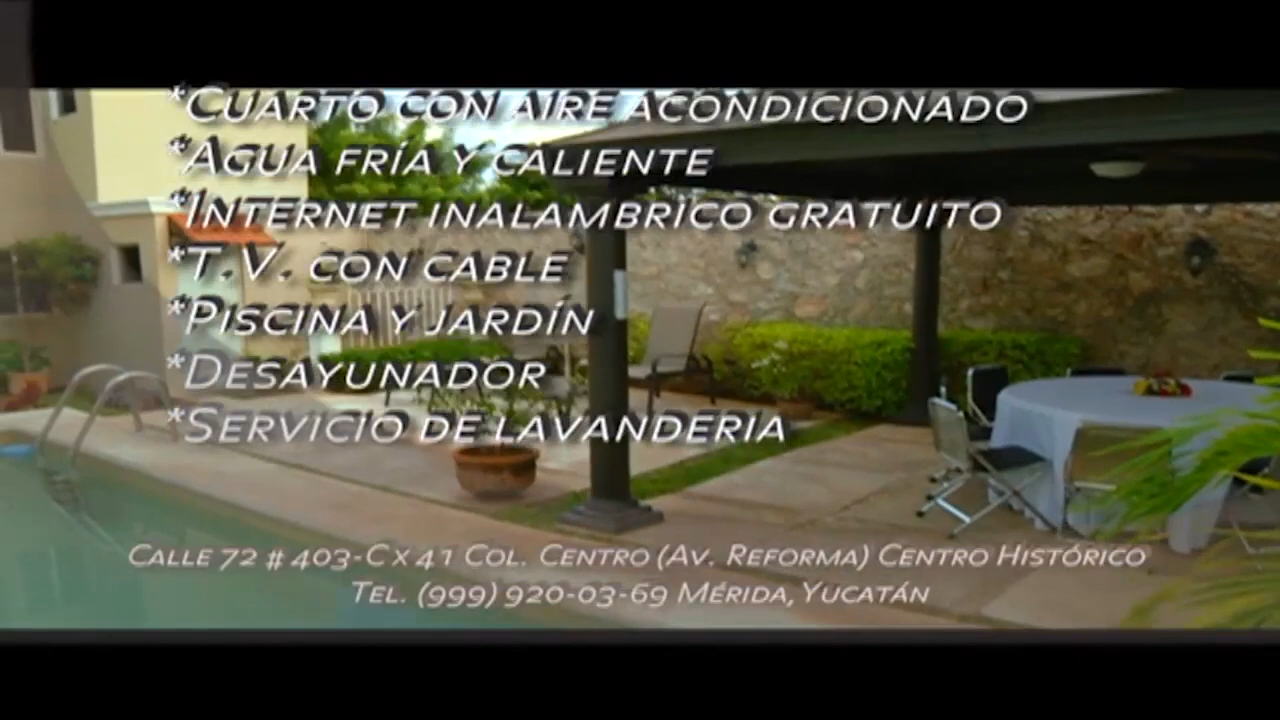 *Cuarto con aire acondicionado
*Agua fría y caliente
*Internet inalambrico gratuito
*T.V. con cable
*Piscina y jardín
*Desayunador
*Servicio de lavanderia
Calle 72 # 403-C x 41 Col. Centro (Av. Reforma) Centro Histórico
Tel. (999) 920-03-69 Mérida, Yucatán